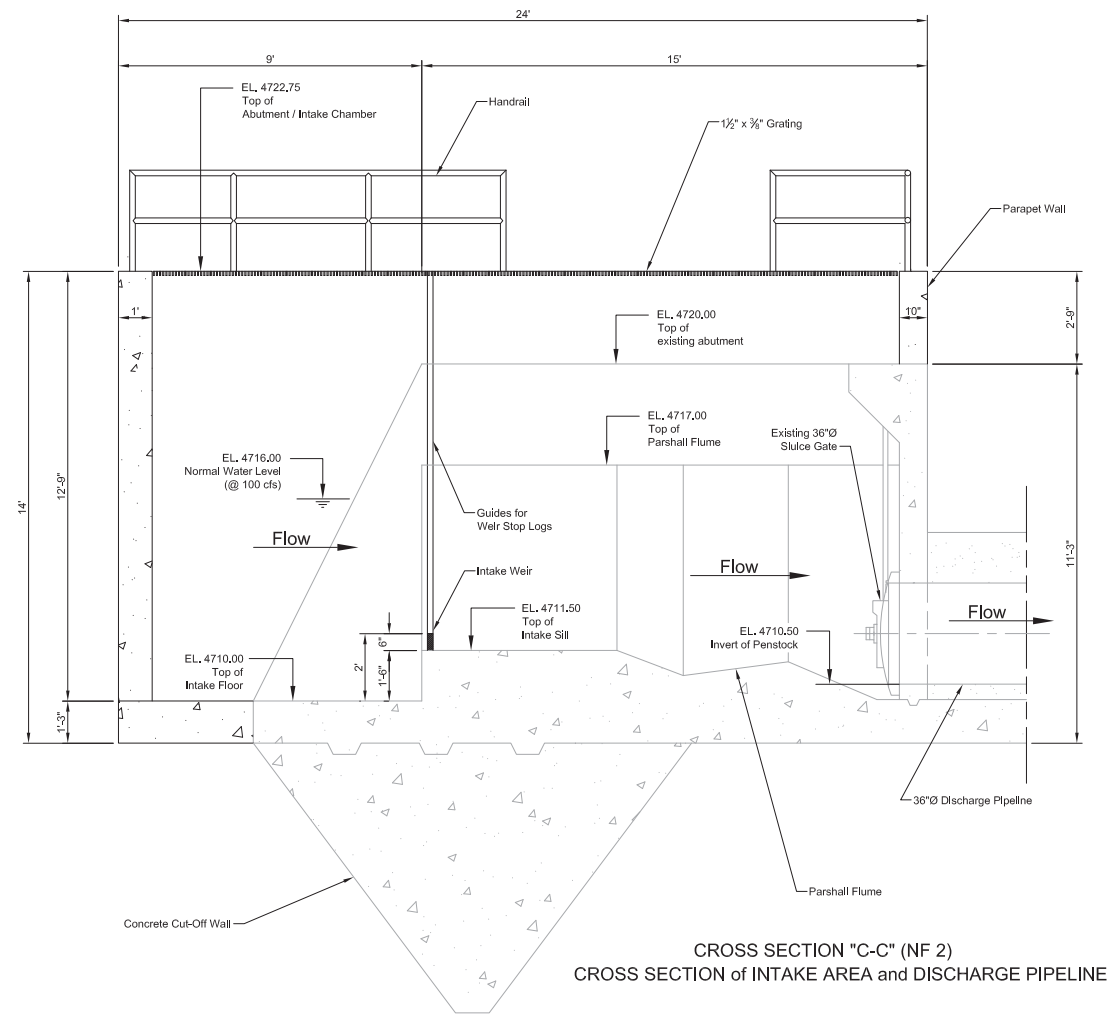 24'
9'
15'
EL. 4722.75
Top of
Abutment / Intake Chamber
Handrail
1½" x ⅜" Grating
Parapet Wall
1'
10"
2'-9"
EL. 4720.00
Top of
existing abutment
EL. 4717.00
Top of
Parshall Flume
Existing 36"Ø
Sluice Gate
EL. 4716.00
Normal Water Level
(@ 100 cfs)
14'
12'-9"
11'-3"
Guides for
Weir Stop Logs
Flow
Flow
Intake Weir
EL. 4711.50
Top of
Intake Sill
Flow
EL. 4710.50
Invert of Penstock
6"
2'
1'-6"
EL. 4710.00
Top of
Intake Floor
1'-3"
36"Ø Discharge Pipeline
Parshall Flume
Concrete Cut-Off Wall
CROSS SECTION "C-C" (NF 2)
CROSS SECTION of INTAKE AREA and DISCHARGE PIPELINE